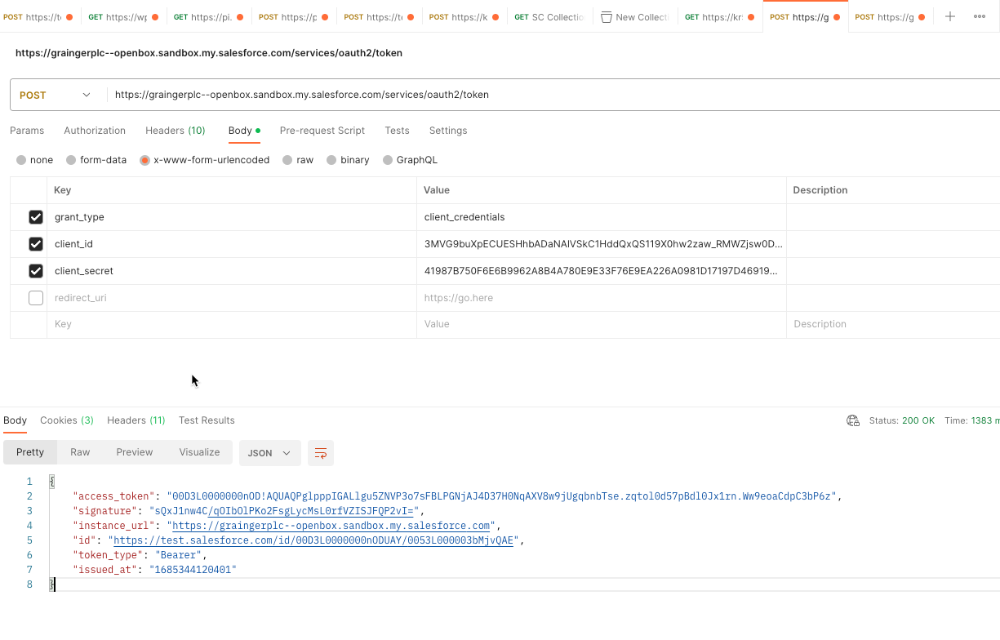 POST https://te GET https://wp GET https://pi. POST https://p POST https://te POST https://k GET SC Collectio New Collecti GET https://kr POST https://g POST https://g
https://graingerplc--openbox.sandbox.my.salesforce.com/services/oauth2/token
POST https://graingerplc--openbox.sandbox.my.salesforce.com/services/oauth2/token
Params Authorization Headers (10) Body Pre-request Script Tests Settings
none form-data x-www-form-urlencoded raw binary GraphQL
Key Value Description
grant_type client_credentials
client_id 3MVG9buXpECUESHhbADaNAlVSkC1HddQxQS119X0hw2zaw_RMWZjsw0D...
client_secret 41987B750F6E6B9962A8B4A780E9E33F76E9EA226A0981D17197D46919...
redirect_uri https://go.here
Key Value Description
Body Cookies (3) Headers (11) Test Results Status: 200 OK Time: 1383 m
Pretty Raw Preview Visualize JSON
1 {
2 "access_token": "00D3L0000000nOD!AQUAQPglpppIGALlgu5ZNVP3o7sFBLPGNjAJ4D37H0NqAXV8w9jUgqbnbTse.zqtol0d57pBdl0Jx1rn.Ww9eoaCdpC3bP6z",
3 "signature": "sQxJ1nw4C/qOIbOlPKo2FsgLycMsL0rfVZISJFQP2vI=",
4 "instance_url": "https://graingerplc--openbox.sandbox.my.salesforce.com",
5 "id": "https://test.salesforce.com/id/00D3L0000000nODUAY/0053L000003bMjvQAE",
6 "token_type": "Bearer",
7 "issued_at": "1685344120401"
8 }